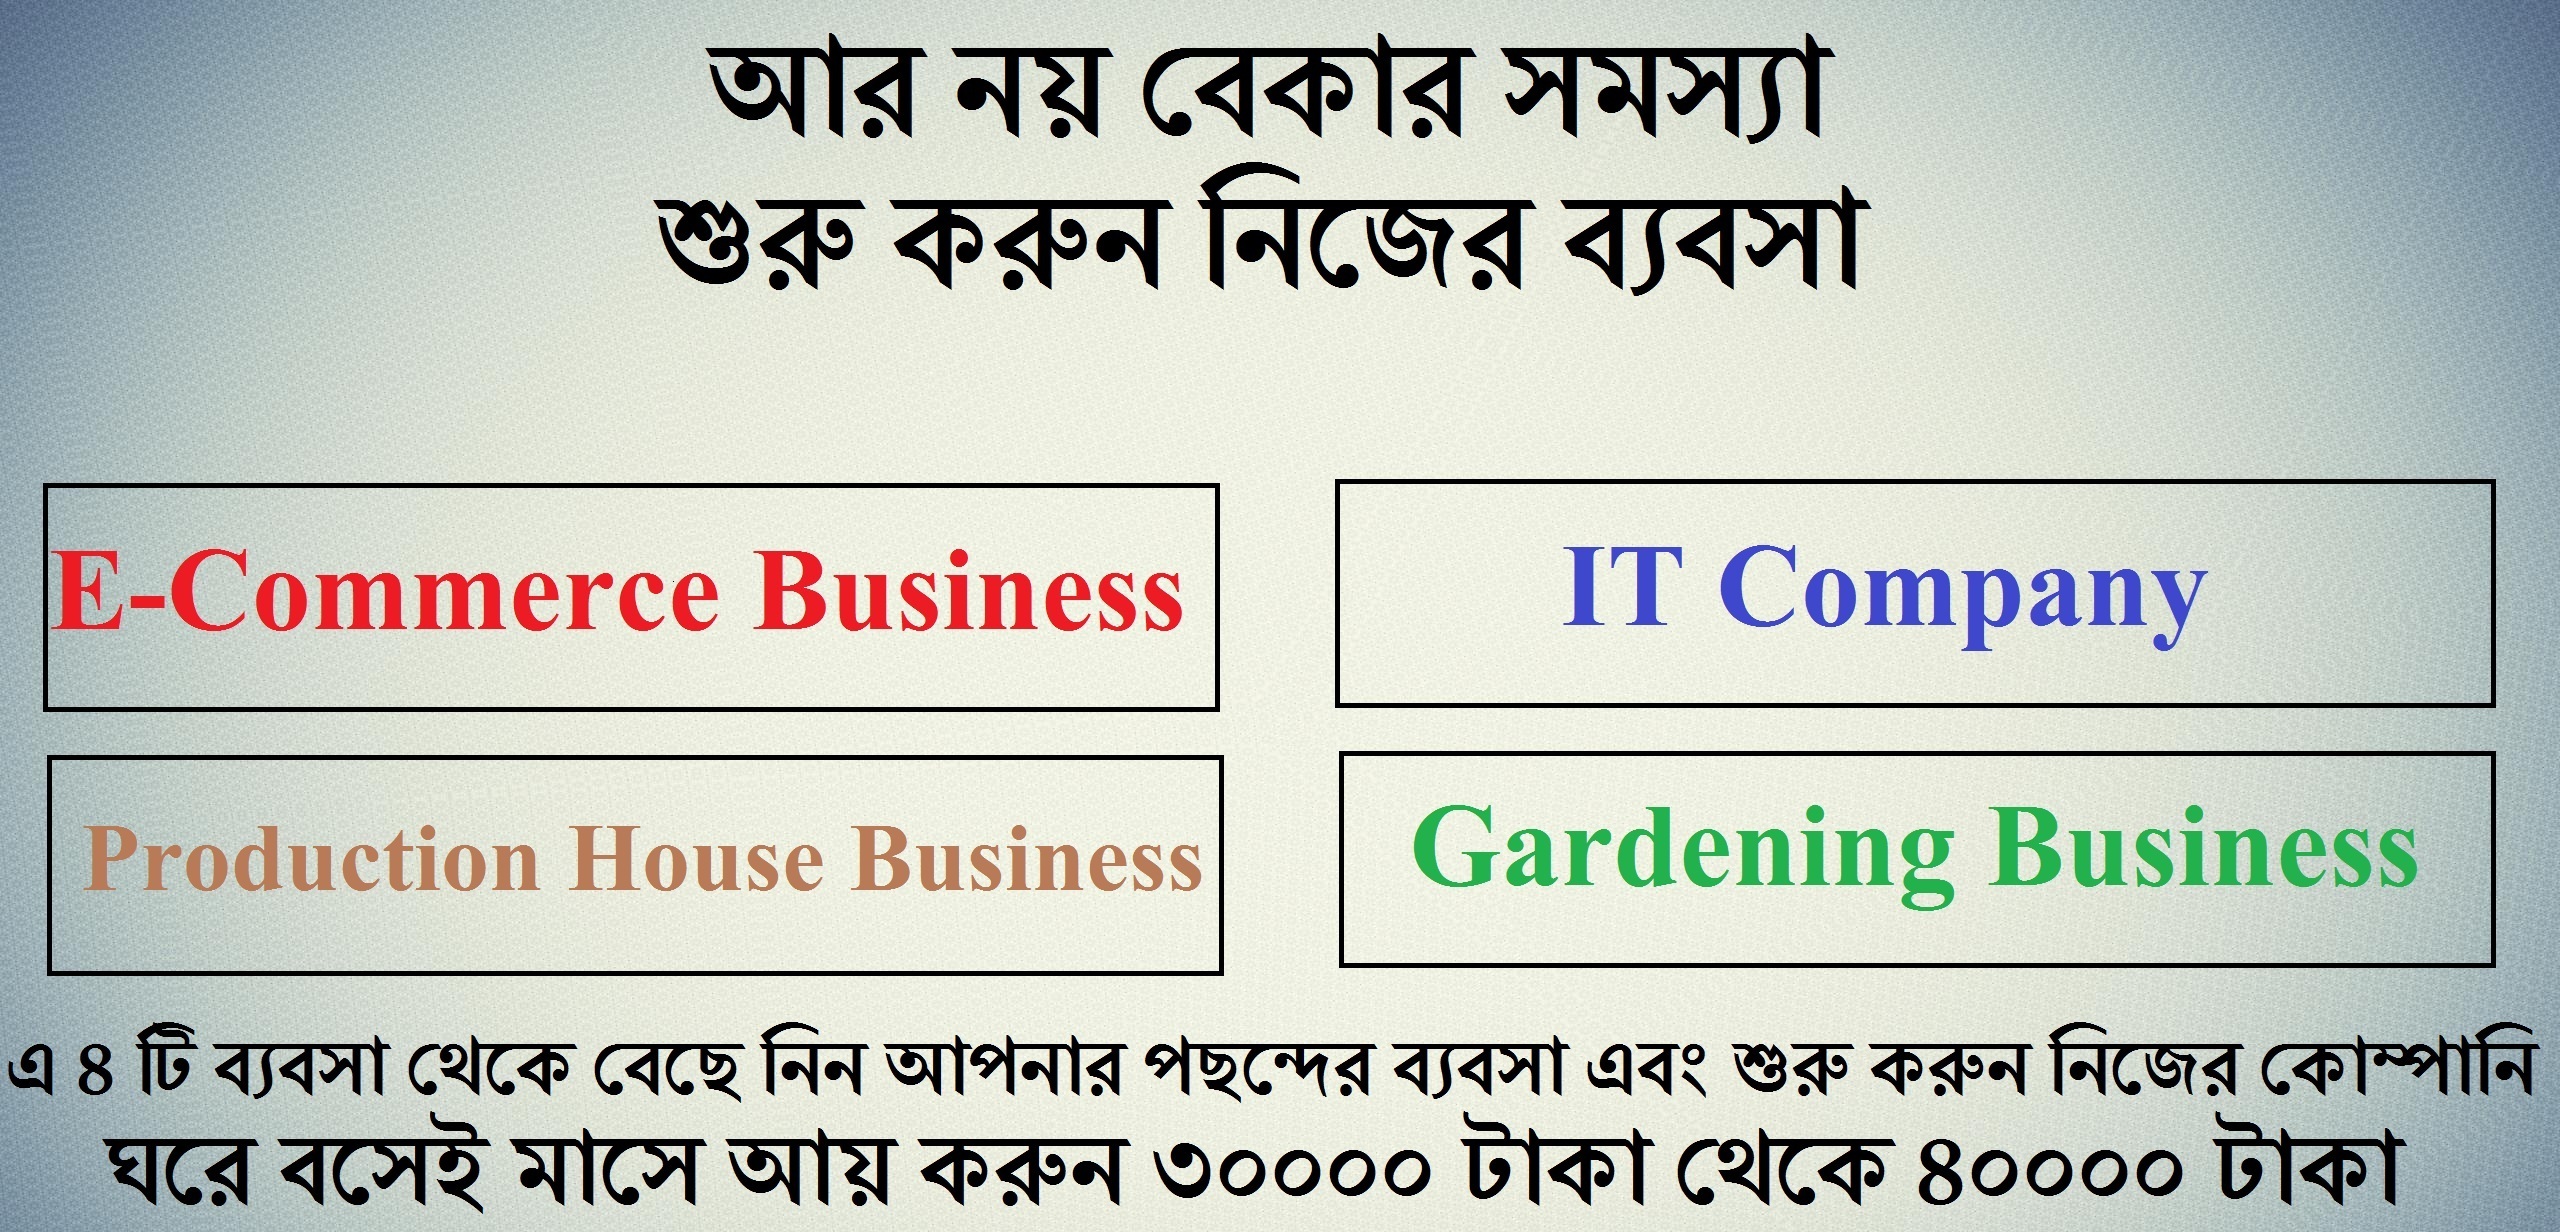 আর নয় বেকার সমস্যা
শুরু করুন নিজের ব্যবসা
E-Commerce Business
IT Company
Production House Business
Gardening Business
এ ৪ টি ব্যবসা থেকে বেছে নিন আপনার পছন্দের ব্যবসা এবং শুরু করুন নিজের কোম্পানি
ঘরে বসেই মাসে আয় করুন ৩০০০০ টাকা থেকে ৪০০০০ টাকা